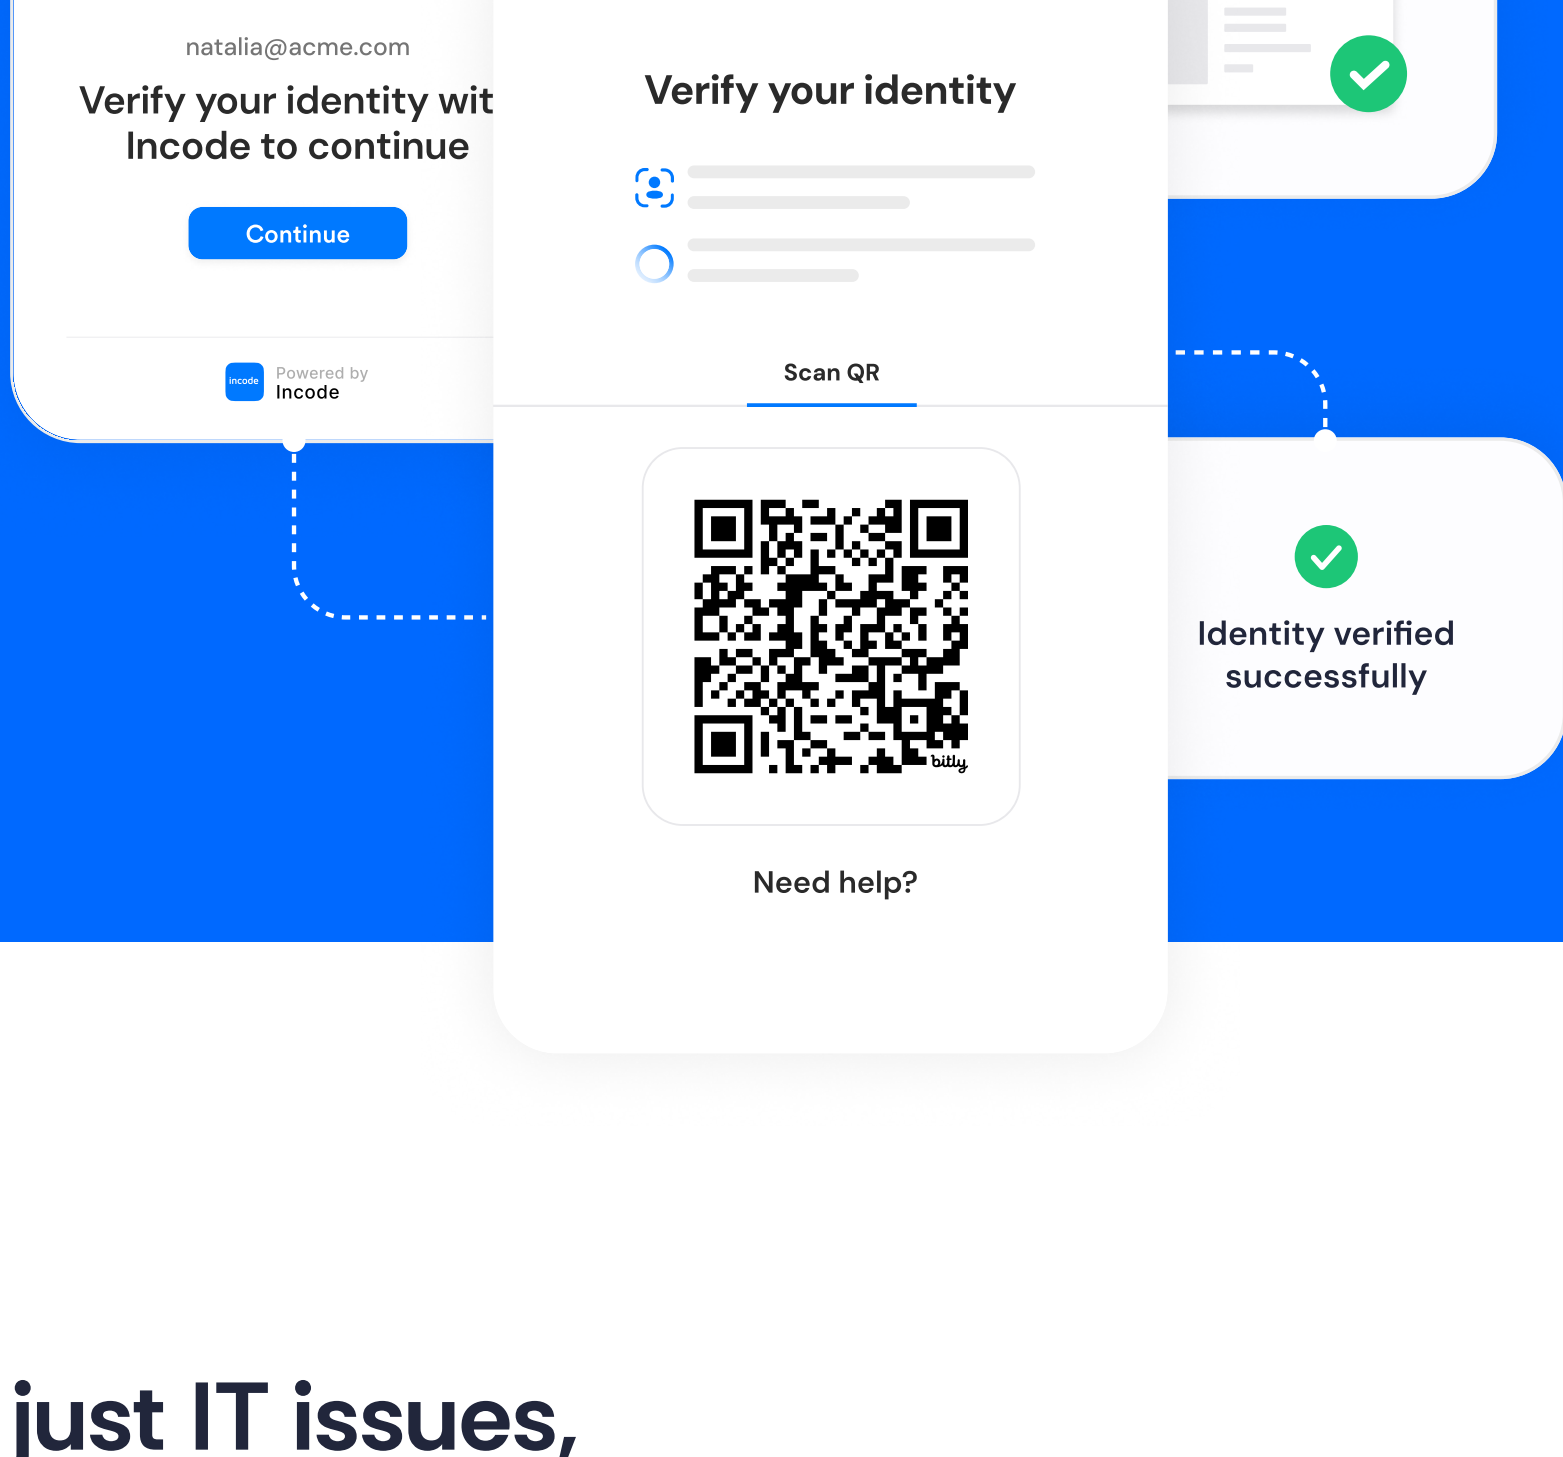 natalia@acme.com
Verify your identity wit
Incode to continue
Continue
incode
Powered by
Incode
Verify your identity
Scan QR
bitly
Need help?
Identity verified
successfully
just IT issues,